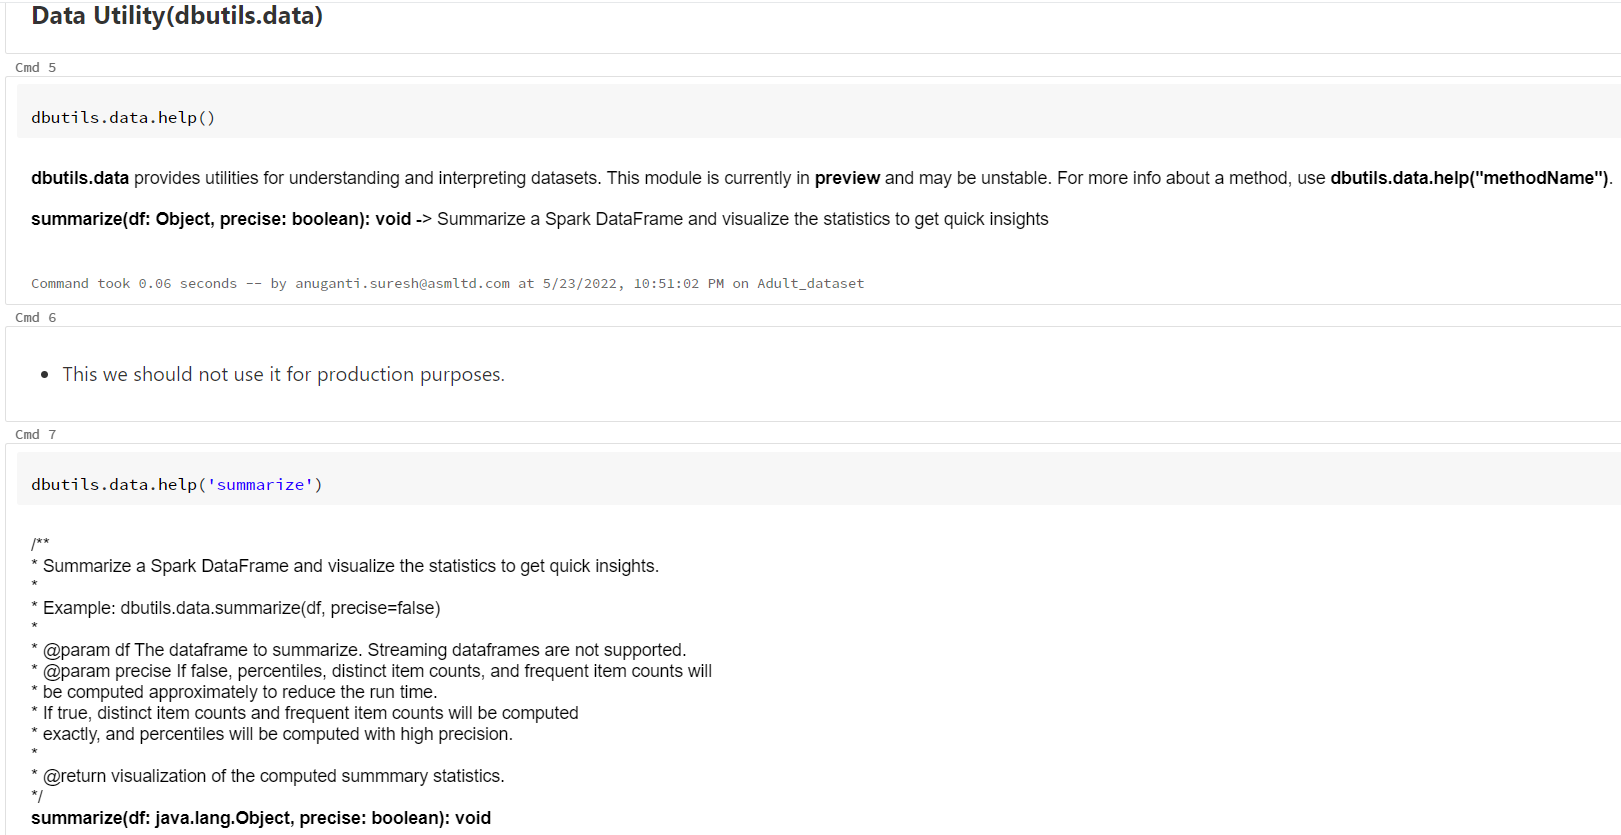 Data Utility(dbutils.data)
Cmd 5
dbutils.data.help()
dbutils.data provides utilities for understanding and interpreting datasets. This module is currently in preview and may be unstable. For more info about a method, use dbutils.data.help("methodName").
summarize(df: Object, precise: boolean): void -> Summarize a Spark DataFrame and visualize the statistics to get quick insights
Command took 0.06 seconds -- by anuganti.suresh@asmltd.com at 5/23/2022, 10:51:02 PM on Adult_dataset
Cmd 6
• This we should not use it for production purposes.
Cmd 7
dbutils.data.help('summarize')
/**
* Summarize a Spark DataFrame and visualize the statistics to get quick insights.
*
* Example: dbutils.data.summarize(df, precise=false)
*
* @param df The dataframe to summarize. Streaming dataframes are not supported.
* @param precise If false, percentiles, distinct item counts, and frequent item counts will
* be computed approximately to reduce the run time.
* If true, distinct item counts and frequent item counts will be computed
* exactly, and percentiles will be computed with high precision.
*
* @return visualization of the computed summmary statistics.
*/
summarize(df: java.lang.Object, precise: boolean): void